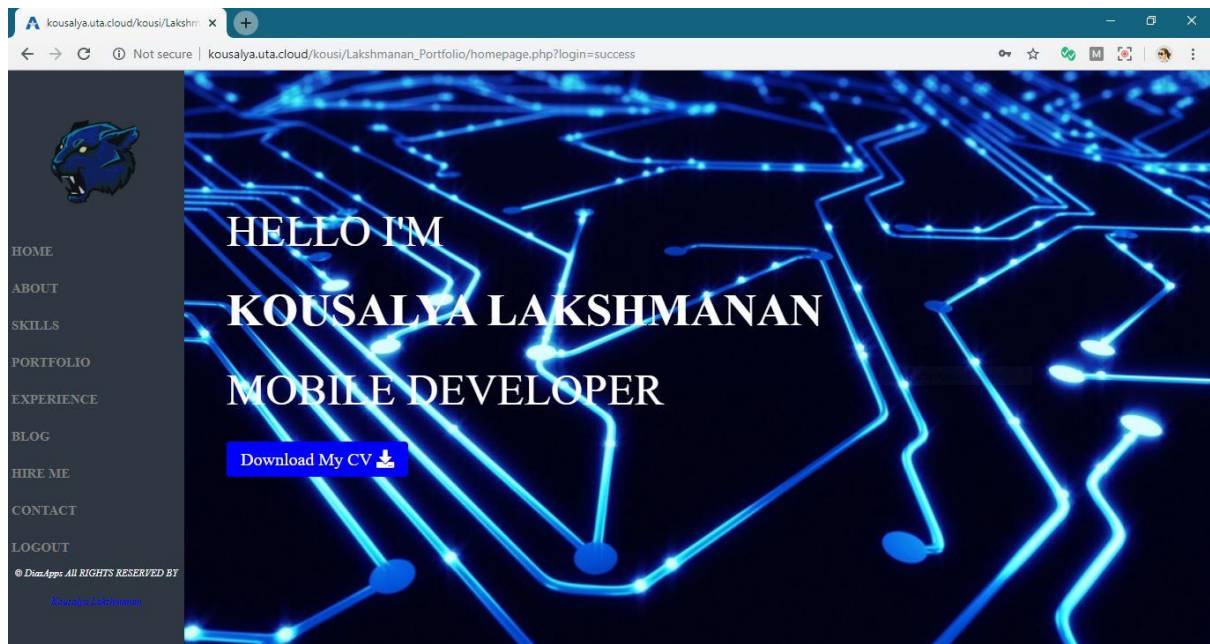 kousalya.uta.cloud/kousi/Lakshm
Not secure | kousalya.uta.cloud/kousi/Lakshmanan_Portfolio/homepage.php?login=success
M
HOME
ABOUT
SKILLS
PORTFOLIO
EXPERIENCE
BLOG
HIRE ME
CONTACT
LOGOUT
© DiazApps All RIGHTS RESERVED BY
Kousalya Lakshmanan
HELLO I'M
KOUSALYA LAKSHMANAN
MOBILE DEVELOPER
Download My CV